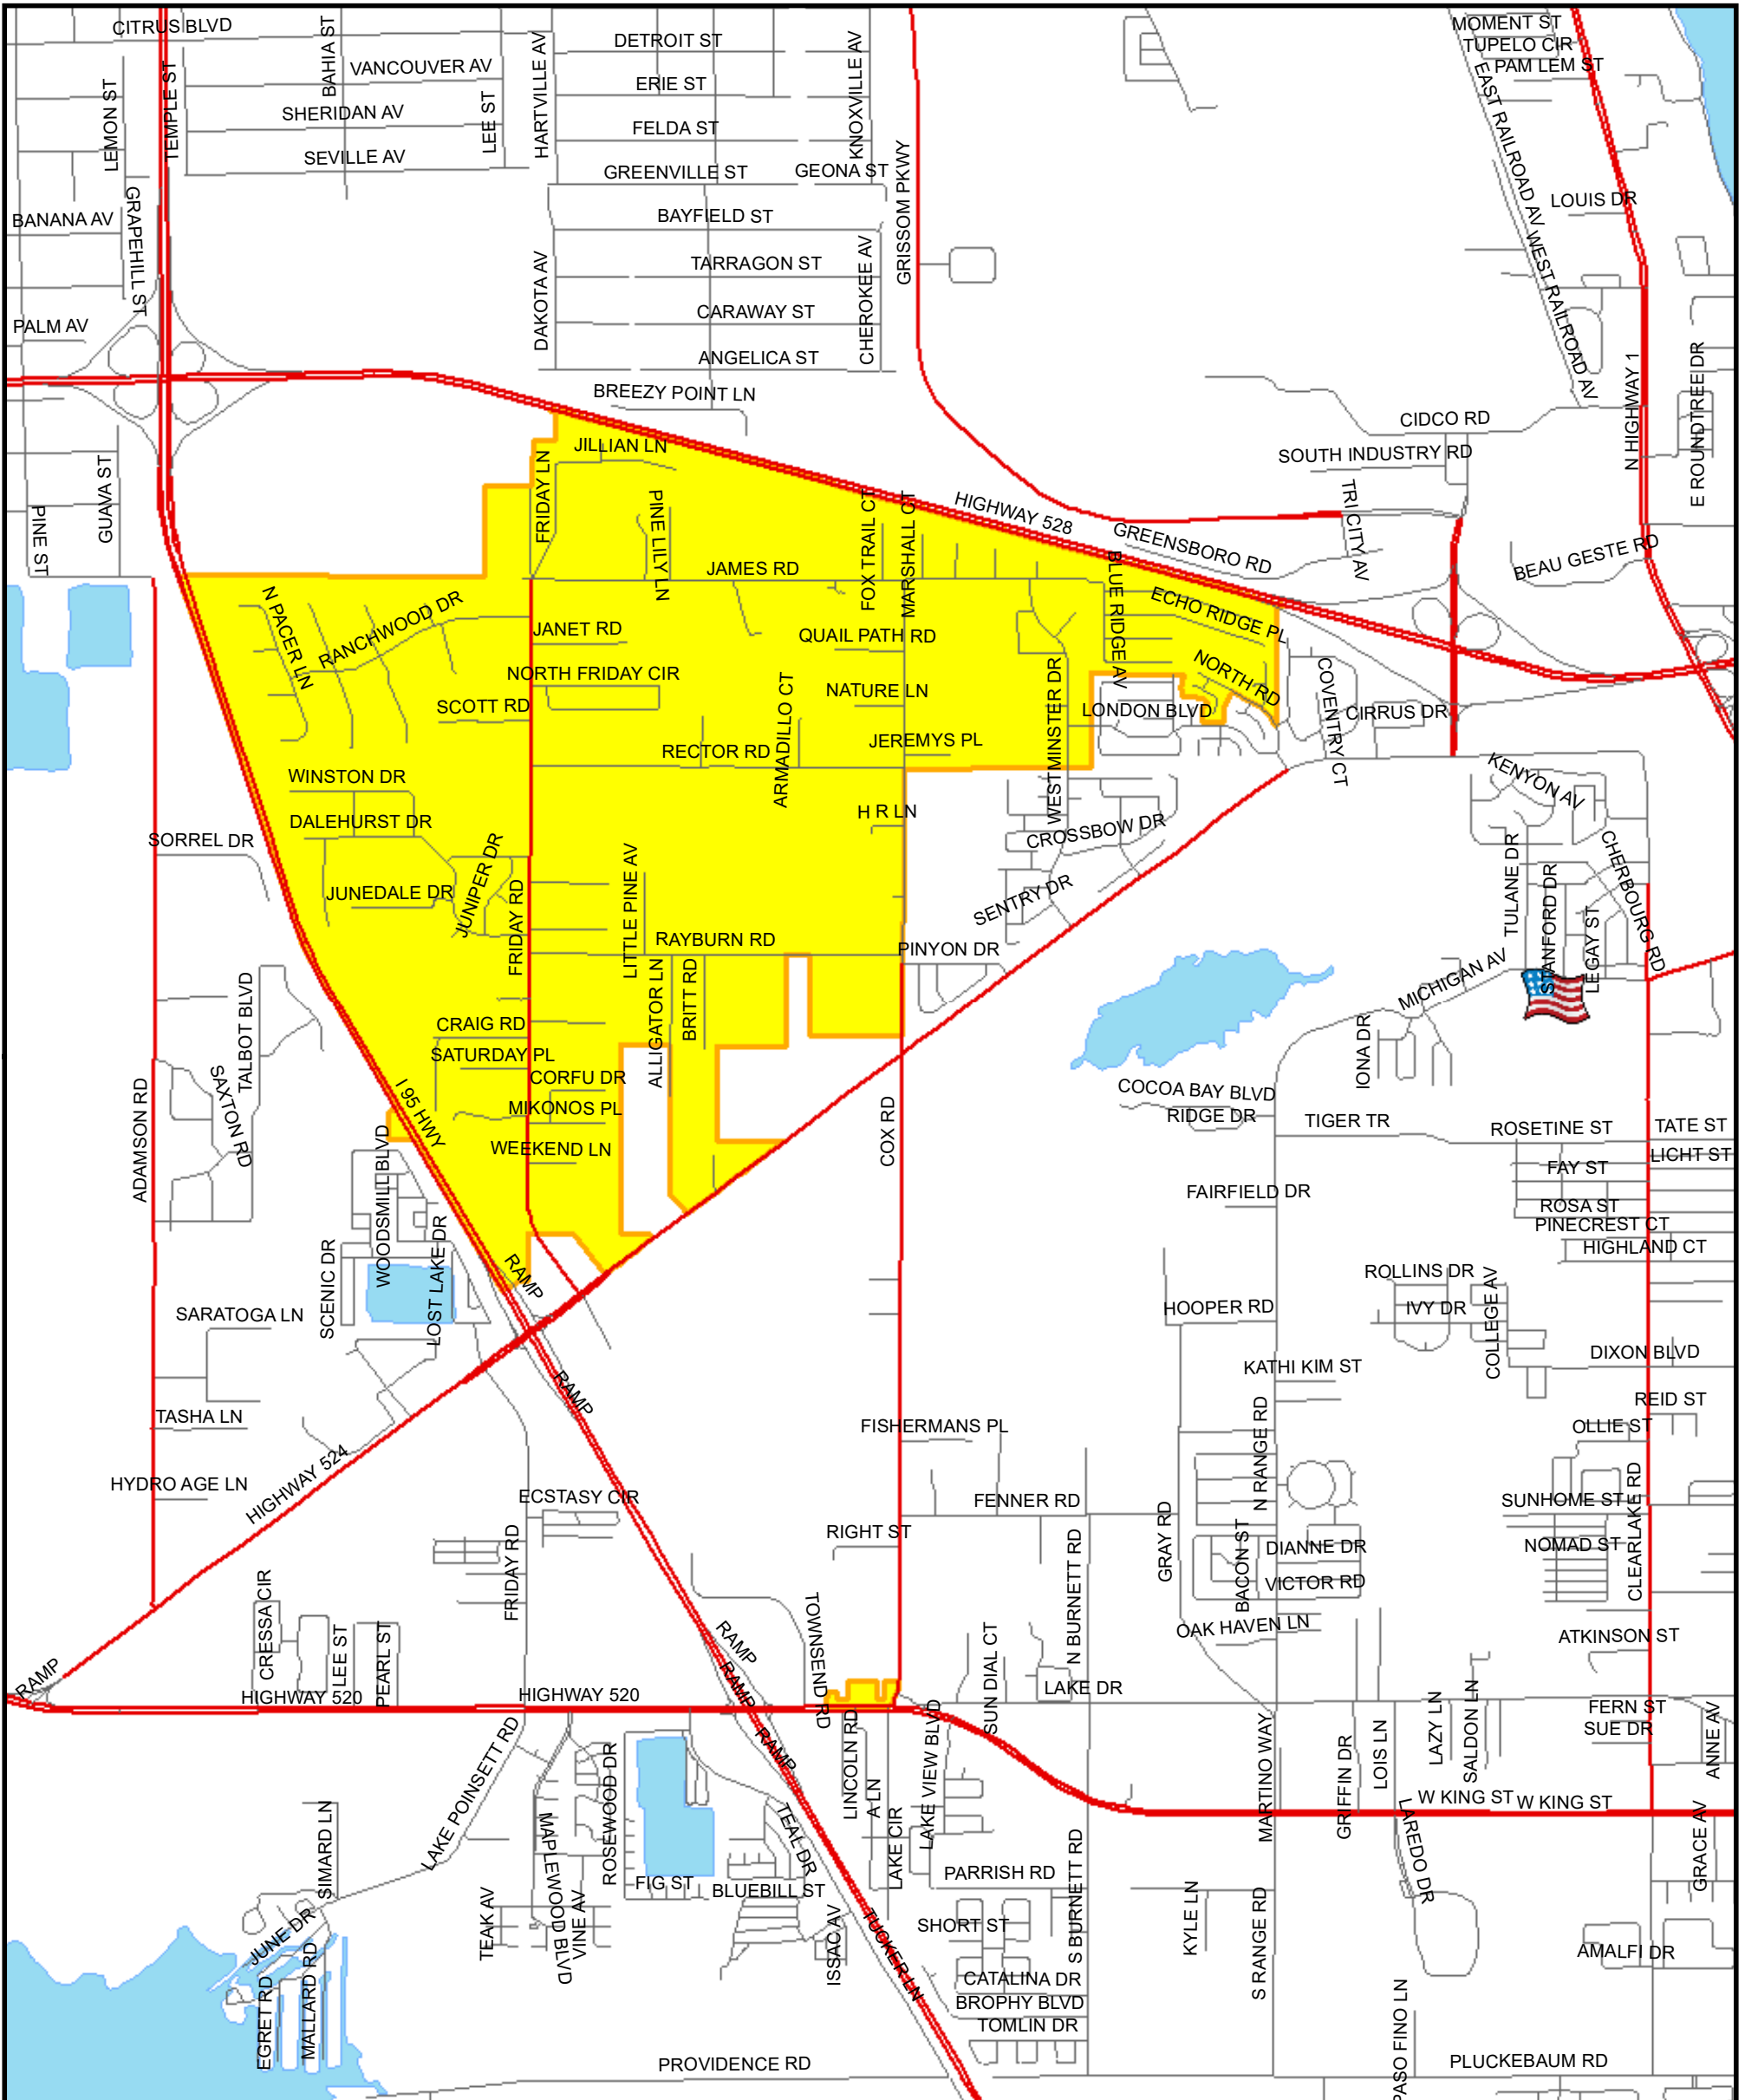 CITRUS BLVD
BAHIA ST
VANCOUVER AV
SHERIDAN AV
SEVILLE AV
LEMON ST
TEMPLE ST
LEE ST
HARTVILLE AV
DETROIT ST
ERIE ST
FELDA ST
GREENVILLE ST
GEONA ST
KNOXVILLE AV
GRISSOM PKWY
MOMENT ST
TUPELO CIR
PAM LEM ST
EAST RAILROAD AV
WEST RAILROAD AV
LOUIS DR
BANANA AV
GRAPEHILL ST
BAYFIELD ST
TARRAGON ST
CARAWAY ST
ANGELICA ST
DAKOTA AV
CHEROKEE AV
PALM AV
BREEZY POINT LN
N HIGHWAY 1
E ROUNDTREE DR
CIDCO RD
SOUTH INDUSTRY RD
TRI CITY AV
BEAU GESTE RD
GUAVA ST
PINE ST
FRIDAY LN
JILLIAN LN
PINE LILY LN
FOX TRAIL CT
MARSHALL CT
HIGHWAY 528
GREENSBORO RD
JAMES RD
BLUE RIDGE AV
ECHO RIDGE PL
N PACER LN
RANCHWOOD DR
JANET RD
QUAIL PATH RD
NORTH FRIDAY CIR
NORTH RD
SCOTT RD
NATURE LN
ARMADILLO CT
WESTMINSTER DR
LONDON BLVD
COVENTRY CT
CIRRUS DR
RECTOR RD
JEREMYS PL
WINSTON DR
KENYON AV
DALEHURST DR
H R LN
SORREL DR
CROSSBOW DR
JUNIPER DR
JUNEDALE DR
LITTLE PINE AV
FRIDAY RD
SENTRY DR
TULANE DR
STANFORD DR
LEGAY ST
CHERBOURG RD
RAYBURN RD
PINYON DR
MICHIGAN AV
TALBOT BLVD
ALLIGATOR LN
BRITT RD
CRAIG RD
SATURDAY PL
CORFU DR
MIKONOS PL
WEEKEND LN
IONA DR
COCOA BAY BLVD
RIDGE DR
TIGER TR
ROSETINE ST
TATE ST
LICHT ST
FAY ST
ADAMSON RD
SAXTON RD
I 95 HWY
WOODSMILL BLVD
COX RD
FAIRFIELD DR
ROSA ST
PINECREST CT
HIGHLAND CT
SCENIC DR
LOST LAKE DR
RAMP
ROLLINS DR
IVY DR
COLLEGE AV
HOOPER RD
SARATOGA LN
DIXON BLVD
KATHI KIM ST
RAMP
REID ST
TASHA LN
FISHERMANS PL
N RANGE RD
OLLIE ST
HIGHWAY 524
HYDRO AGE LN
ECSTASY CIR
FENNER RD
SUNHOME ST
RIGHT ST
GRAY RD
DIANNE DR
NOMAD ST
CLEARLAKE RD
FRIDAY RD
BACON ST
VICTOR RD
CRESSA CIR
LEE ST
PEARL ST
TOWNSEND RD
N BURNETT RD
OAK HAVEN LN
ATKINSON ST
RAMP
RAMP
RAMP
RAMP
HIGHWAY 520
HIGHWAY 520
SUN DIAL CT
LAKE DR
FERN ST
SUE DR
LAKE POINSETT RD
ROSEWOOD DR
LINCOLN RD
A LN
LAKE CIR
LAKE VIEW BLVD
MARTINO WAY
GRIFFIN DR
LOIS LN
LAZY LN
SALDON LN
ANNE AV
W KING ST
W KING ST
SIMARD LN
MAPLEWOOD BLVD
TEAL DR
LAREDO DR
GRACE AV
PARRISH RD
FIG ST
BLUEBILL ST
TEAK AV
VINE AV
ISSAC AV
TUCKER LN
SHORT ST
S BURNETT RD
KYLE LN
S RANGE RD
AMALFI DR
JUNE DR
EGRET RD
MALLARD RD
CATALINA DR
BROPHY BLVD
TOMLIN DR
PROVIDENCE RD
PASO FINO LN
PLUCKEBAUM RD